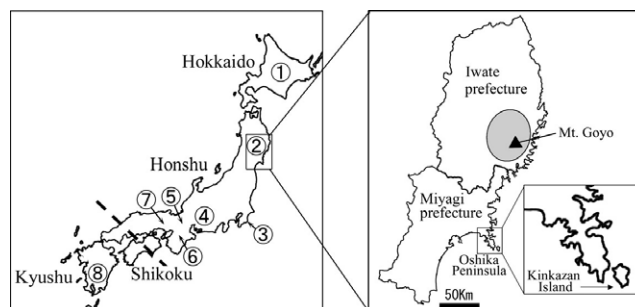 Hokkaido
①
②
Honshu
⑦
⑤
④
③
⑥
Shikoku
Kyushu
⑧
Iwate
prefecture
Mt. Goyo
Miyagi
prefecture
Oshika
Peninsula
50Km
Kinkazan
Island